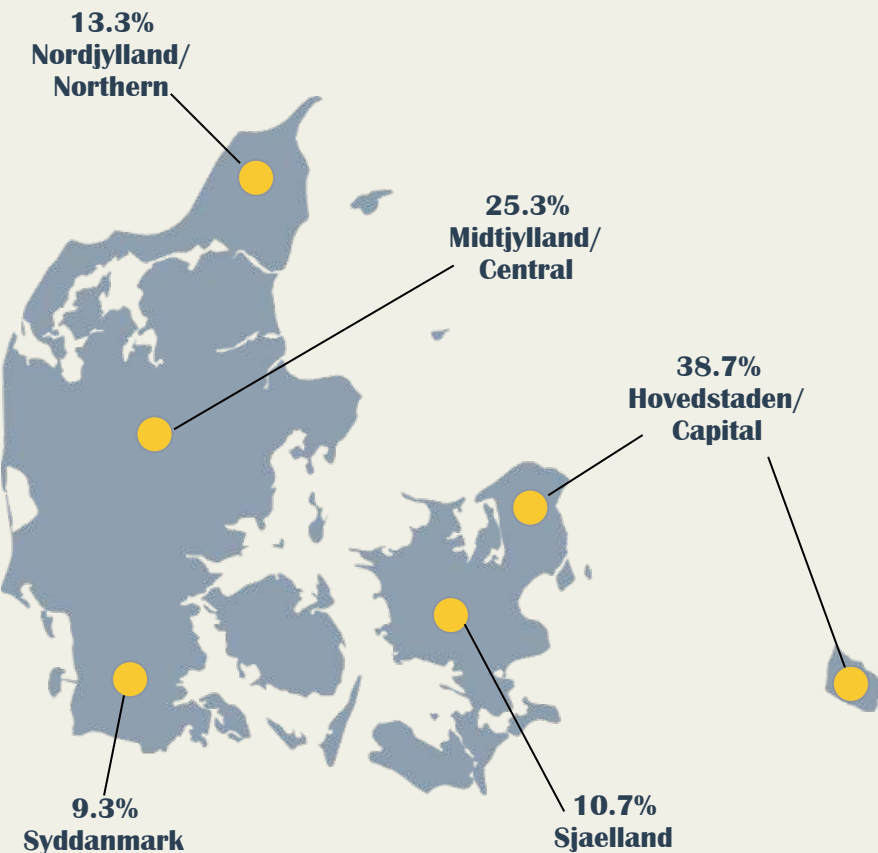 13.3%
Nordjylland/
Northern
25.3%
Midtjylland/
Central
38.7%
Hovedstaden/
Capital
9.3%
Syddanmark
10.7%
Sjaelland